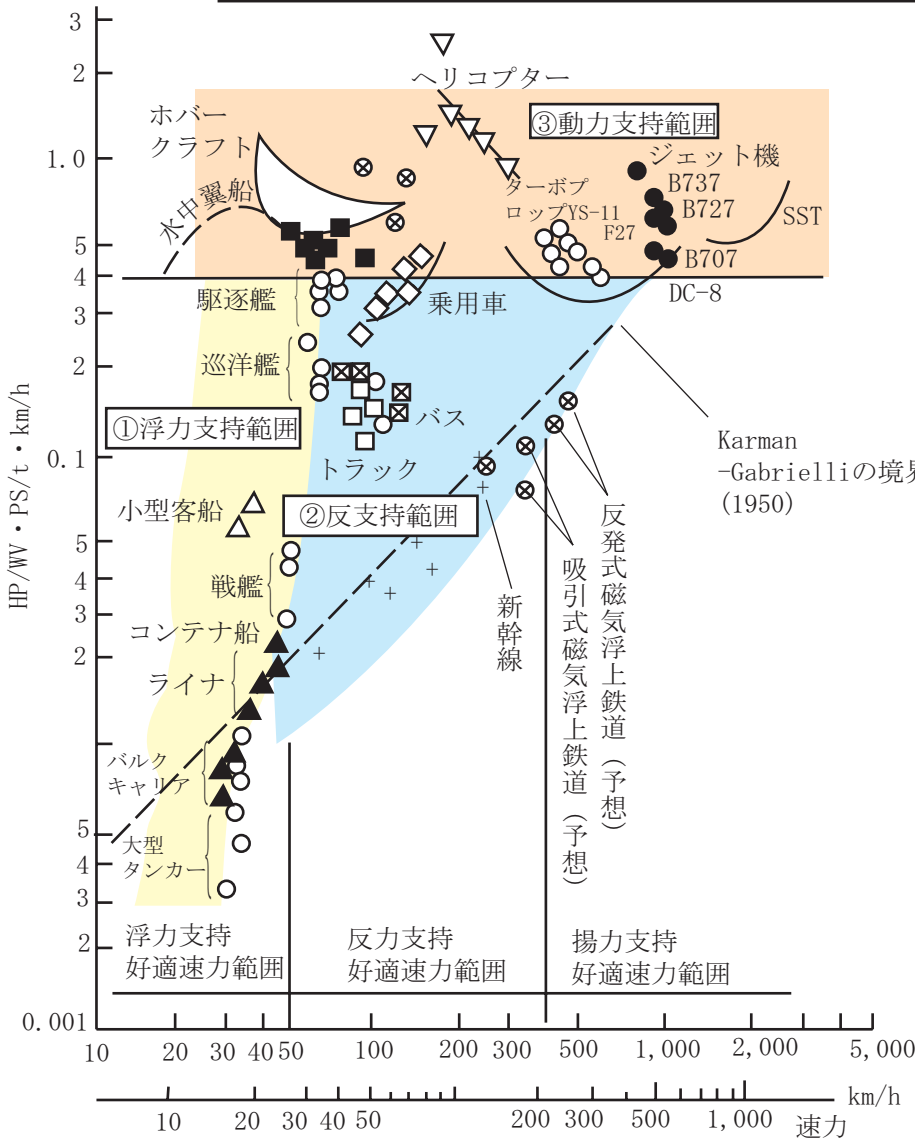 3
2
1.0
5
4
3
2
0.1
5
4
3
2
5
4
3
2
0.001
HP/WV・PS/t・km/h
ヘリコプター
ホバー
クラフト
③動力支持範囲
水中翼船
ターボプ
ロップYS-11
F27
ジェット機
B737
B727
B707
SST
DC-8
駆逐艦
乗用車
巡洋艦
①浮力支持範囲
バス
トラック
Karman
-Gabrielliの境界
(1950)
小型客船
②反支持範囲
戦艦
新幹線
吸引式磁気浮上鉄道(予想)
反発式磁気浮上鉄道(予想)
コンテナ船
ライナ
バルク
キャリア
大型
タンカー
浮力支持
好適速力範囲
反力支持
好適速力範囲
揚力支持
好適速力範囲
10 20 30 40 50 100 200 300 500 1,000 2,000 5,000
km/h
10 20 30 40 50 100 200 300 500 1,000 速力